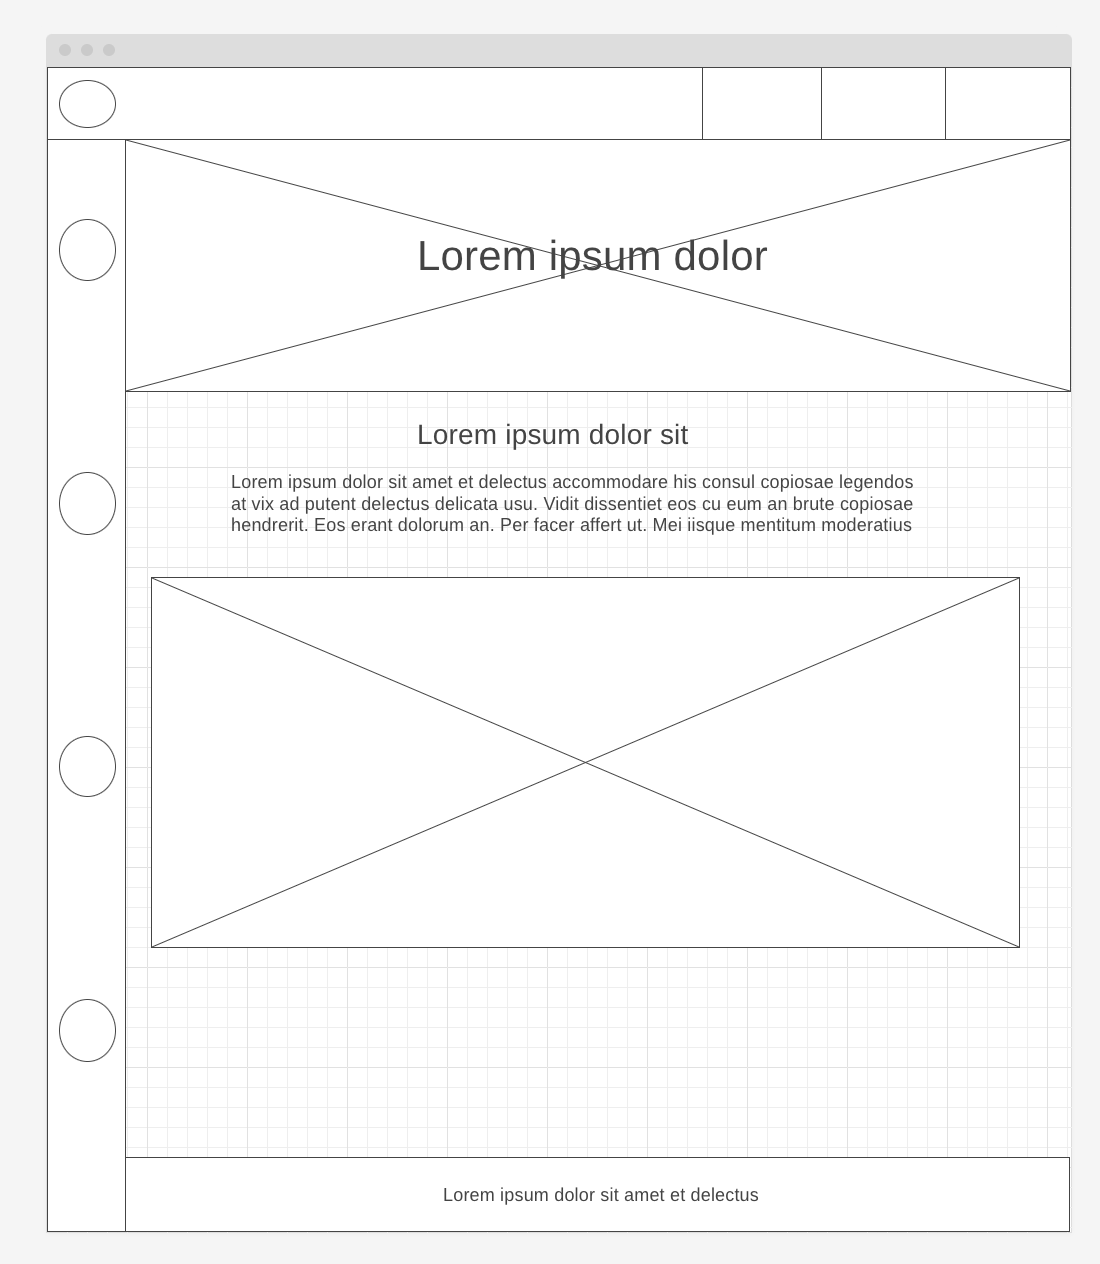 Lorem ipsum dolor
Lorem ipsum dolor sit
Lorem ipsum dolor sit amet et delectus accommodare his consul copiosae legendos
at vix ad putent delectus delicata usu. Vidit dissentiet eos cu eum an brute copiosae
hendrerit. Eos erant dolorum an. Per facer affert ut. Mei iisque mentitum moderatius
Lorem ipsum dolor sit amet et delectus